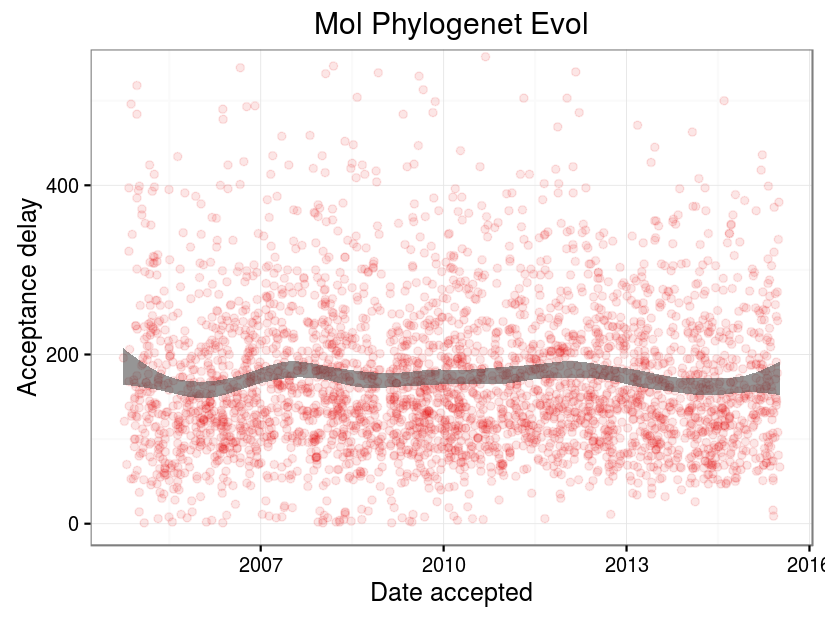 Mol Phylogenet Evol
Acceptance delay
400
200
0
2007 2010 2013 2016
Date accepted